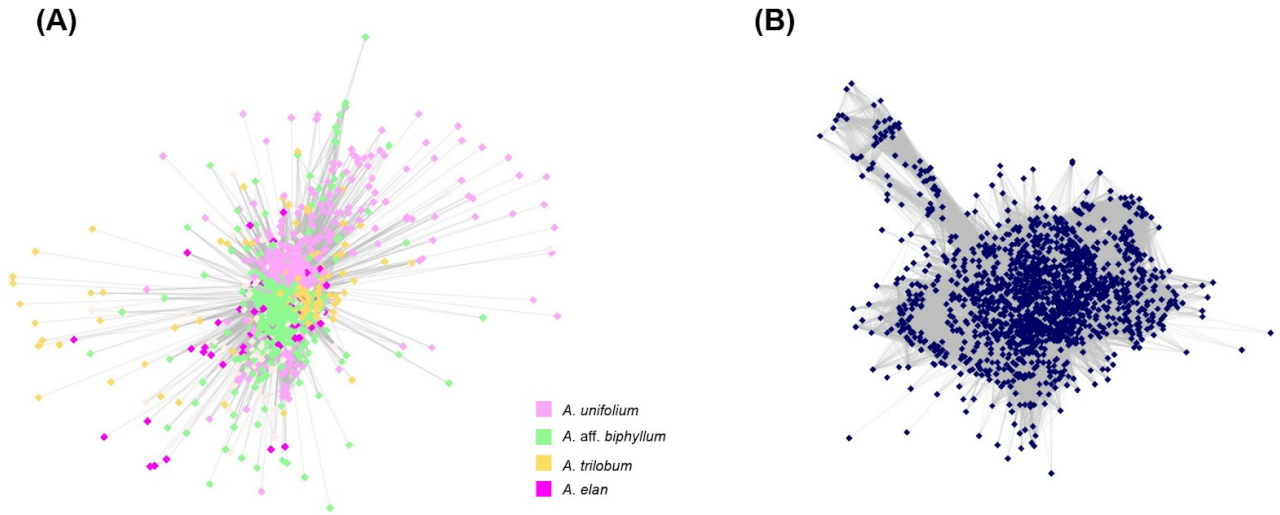 (A)
(B)
A. unifolium
A. aff. biphyllum
A. trilobum
A. elan